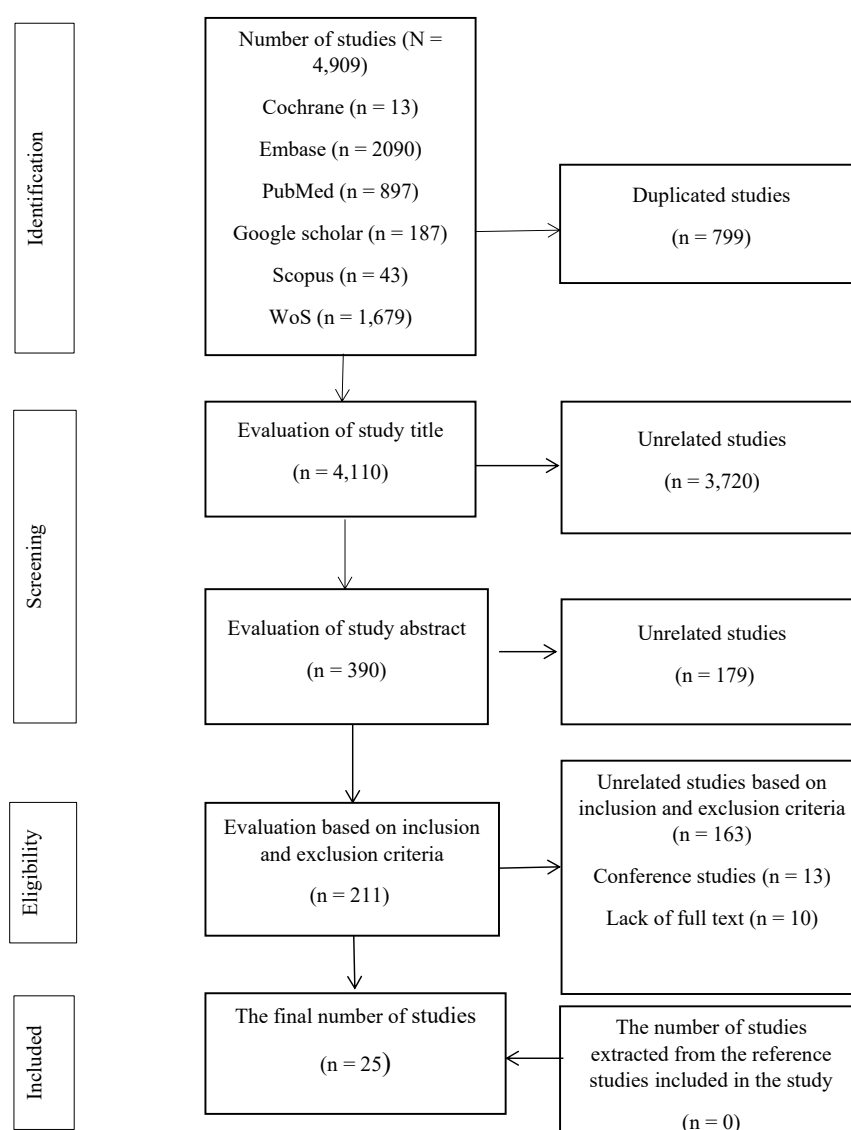 Identification
Number of studies (N =
4,909)
Cochrane (n = 13)
Embase (n = 2090)
PubMed (n = 897)
Google scholar (n = 187)
Scopus (n = 43)
WoS (n = 1,679)
Duplicated studies
(n = 799)
Screening
Evaluation of study title
(n = 4,110)
Unrelated studies
(n = 3,720)
Evaluation of study abstract
(n = 390)
Unrelated studies
(n = 179)
Eligibility
Evaluation based on inclusion
and exclusion criteria
(n = 211)
Unrelated studies based on
inclusion and exclusion criteria
(n = 163)
Conference studies (n = 13)
Lack of full text (n = 10)
Included
The final number of studies
(n = 25)
The number of studies
extracted from the reference
studies included in the study
(n = 0)